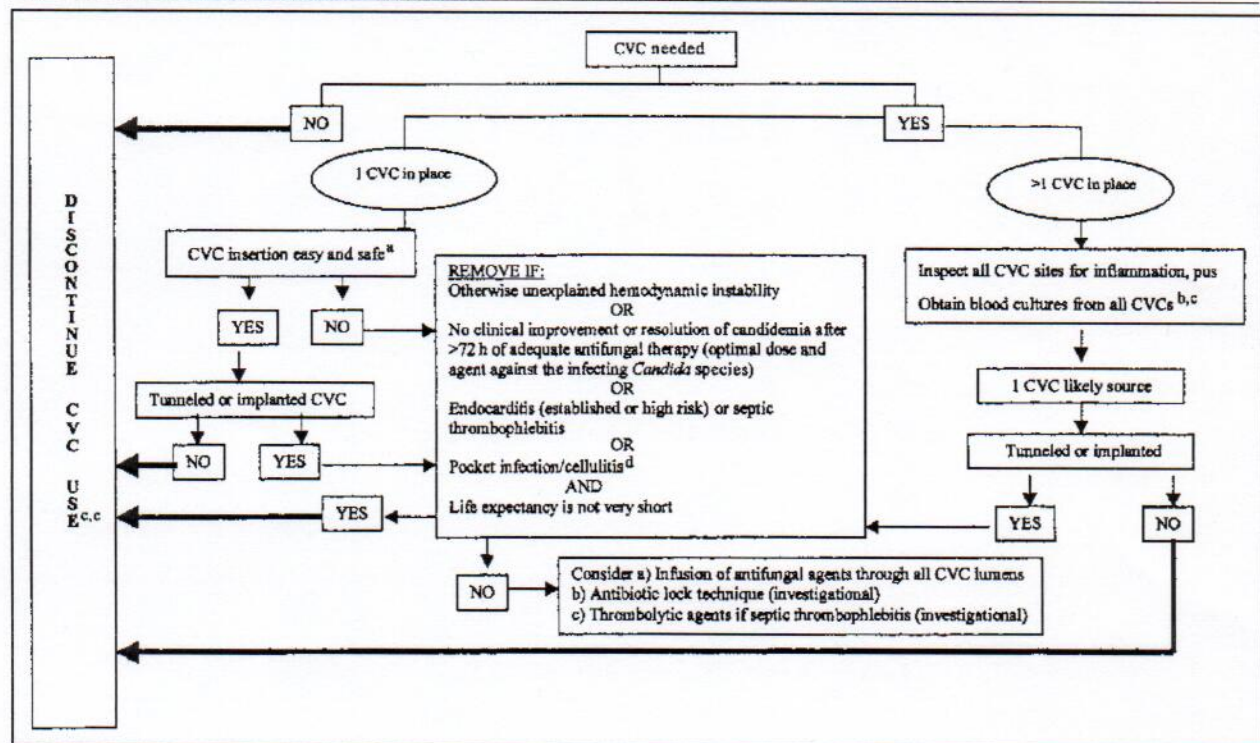 CVC needed
NO
YES
1 CVC in place
>1 CVC in place
DISCONTINUE CVC USE c,c
CVC insertion easy and safe a
YES
NO
Tunneled or implanted CVC
NO
YES
YES
REMOVE IF:
Otherwise unexplained hemodynamic instability
OR
No clinical improvement or resolution of candidemia after
>72 h of adequate antifungal therapy (optimal dose and
agent against the infecting Candida species)
OR
Endocarditis (established or high risk) or septic
thrombophlebitis
OR
Pocket infection/cellulitis d
AND
Life expectancy is not very short
NO
Consider a) Infusion of antifungal agents through all CVC lumens
b) Antibiotic lock technique (investigational)
c) Thrombolytic agents if septic thrombophlebitis (investigational)
Inspect all CVC sites for inflammation, pus
Obtain blood cultures from all CVCs b,c
1 CVC likely source
Tunneled or implanted
YES
NO